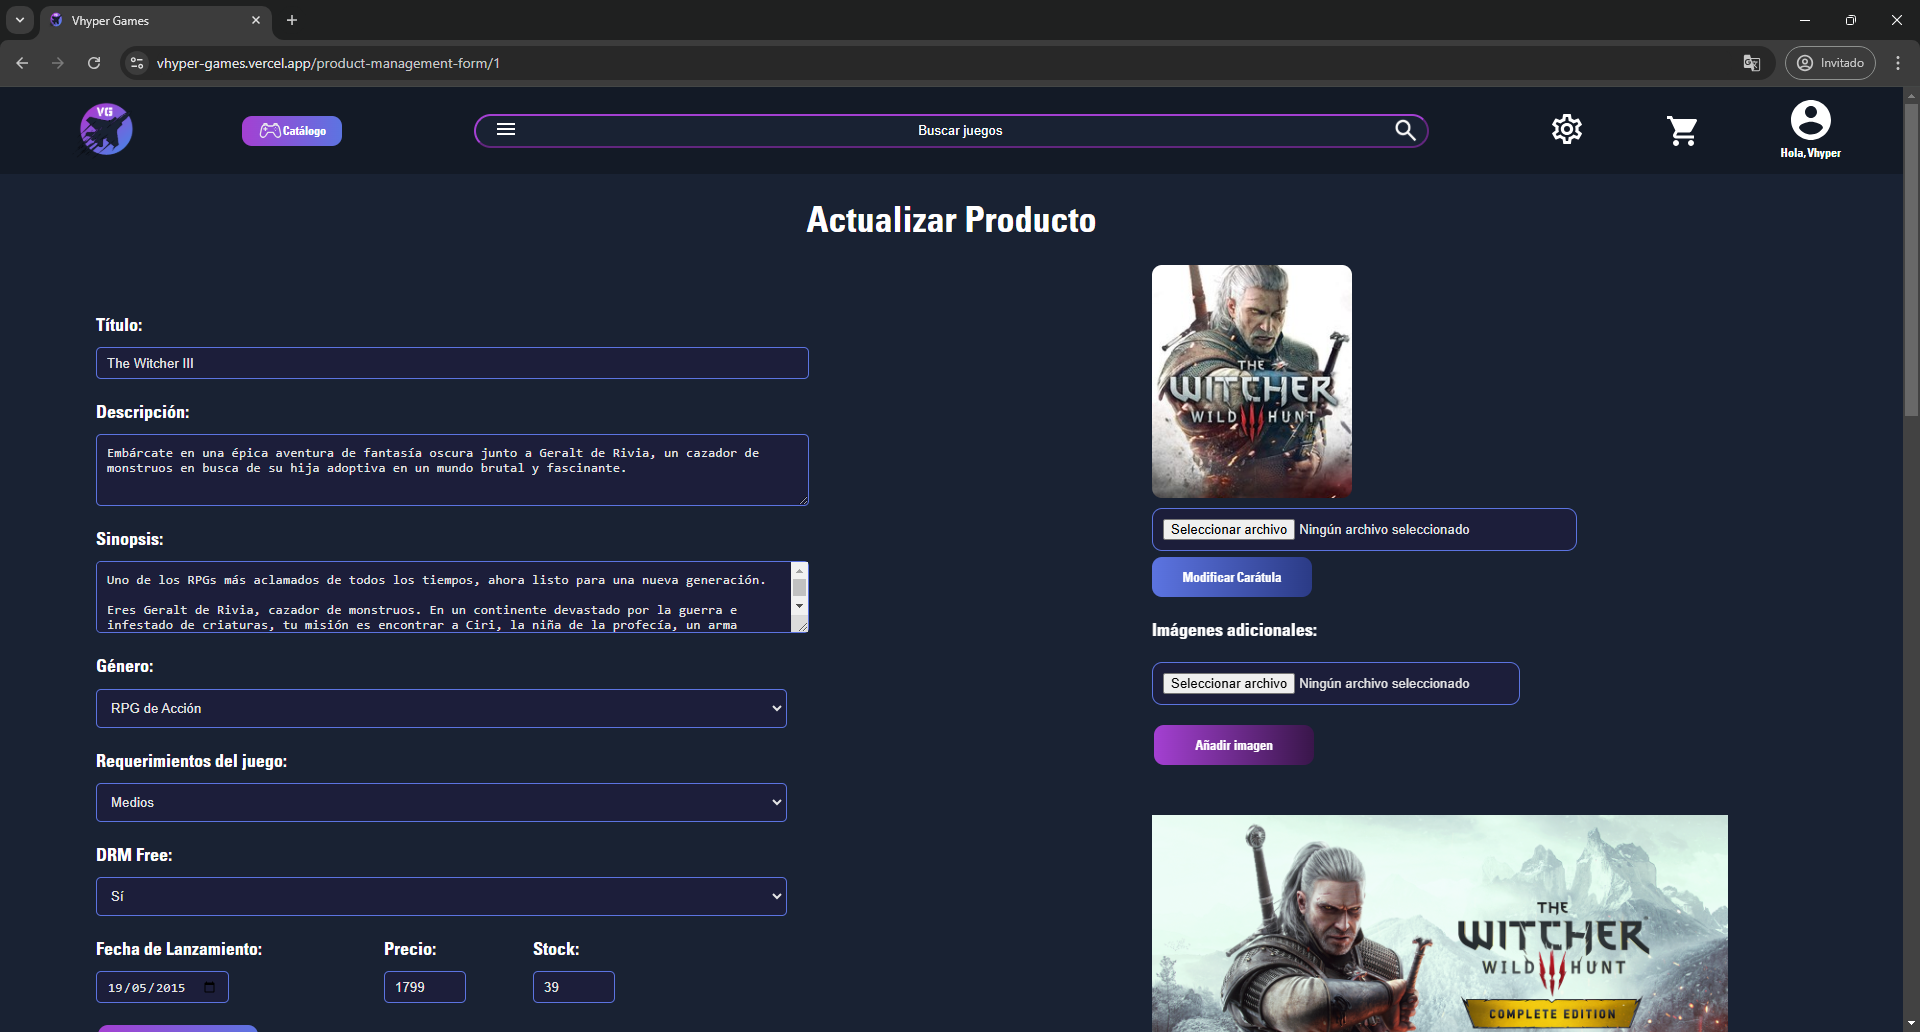 Vhyper Games
vhyper-games.vercel.app/product-management-form/1
Invitado
VG
Catálogo
Buscar juegos
Hola, Vhyper
Actualizar Producto
Título:
The Witcher III
Descripción:
Embárcate en una épica aventura de fantasía oscura junto a Geralt de Rivia, un cazador de
monstruos en busca de su hija adoptiva en un mundo brutal y fascinante.
Sinopsis:
Uno de los RPGs más aclamados de todos los tiempos, ahora listo para una nueva generación.
Eres Geralt de Rivia, cazador de monstruos. En un continente devastado por la guerra e
infestado de criaturas, tu misión es encontrar a Ciri, la niña de la profecía, un arma
Género:
RPG de Acción
Requerimientos del juego:
Medios
DRM Free:
Sí
Fecha de Lanzamiento:
Precio:
Stock:
19/05/2015
1799
39
THE
WITCHER
WILD HUNT
Seleccionar archivo Ningún archivo seleccionado
Modificar Carátula
Imágenes adicionales:
Seleccionar archivo Ningún archivo seleccionado
Añadir imagen
THE
WITCHER
WILD HUNT
COMPLETE EDITION